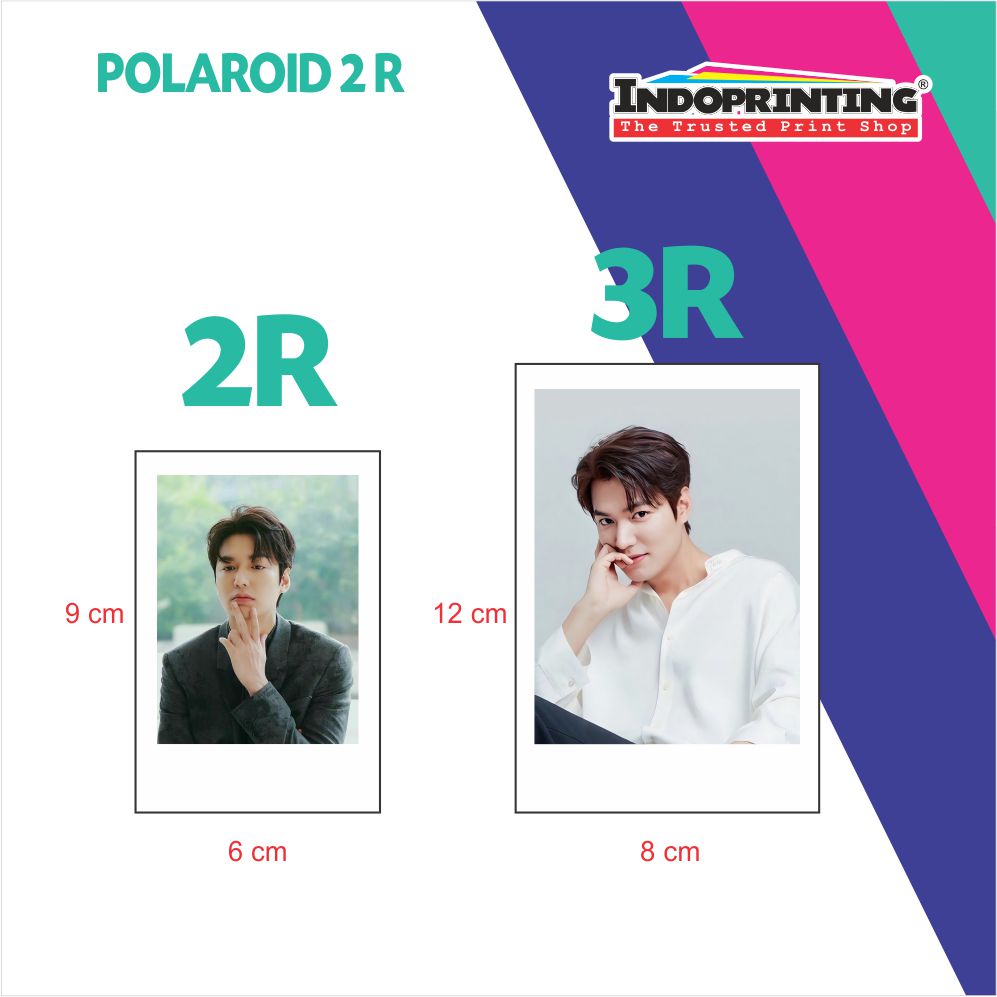 POLAROID 2 R
INDOPRINTING®
The Trusted Print Shop
3R
2R
9 cm
12 cm
6 cm
8 cm